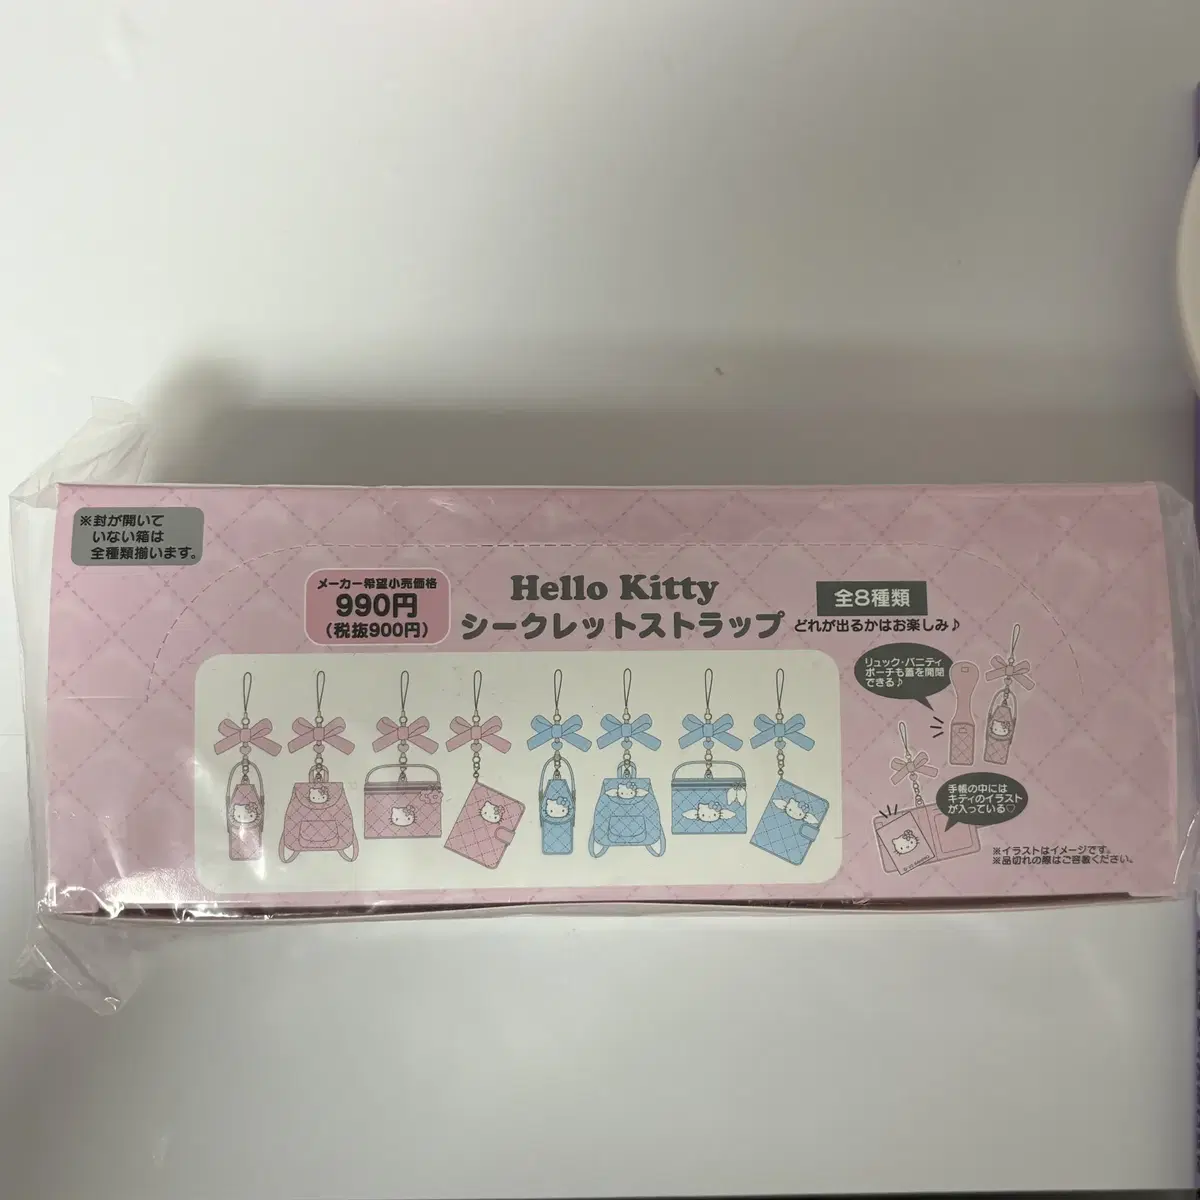 ※封が開いて
いない箱は
全種類揃います。
メーカー希望小売価格
990円
(税抜900円)
Hello Kitty
シークレットストラップ
全8種類
どれが出るかはお楽しみ♪
リュック・バニティ
ポーチも蓋を開閉
できる♪
手帳の中には
キティのイラスト
が入っている♡
※イラストはイメージです。
※品切れの際はご容赦ください。